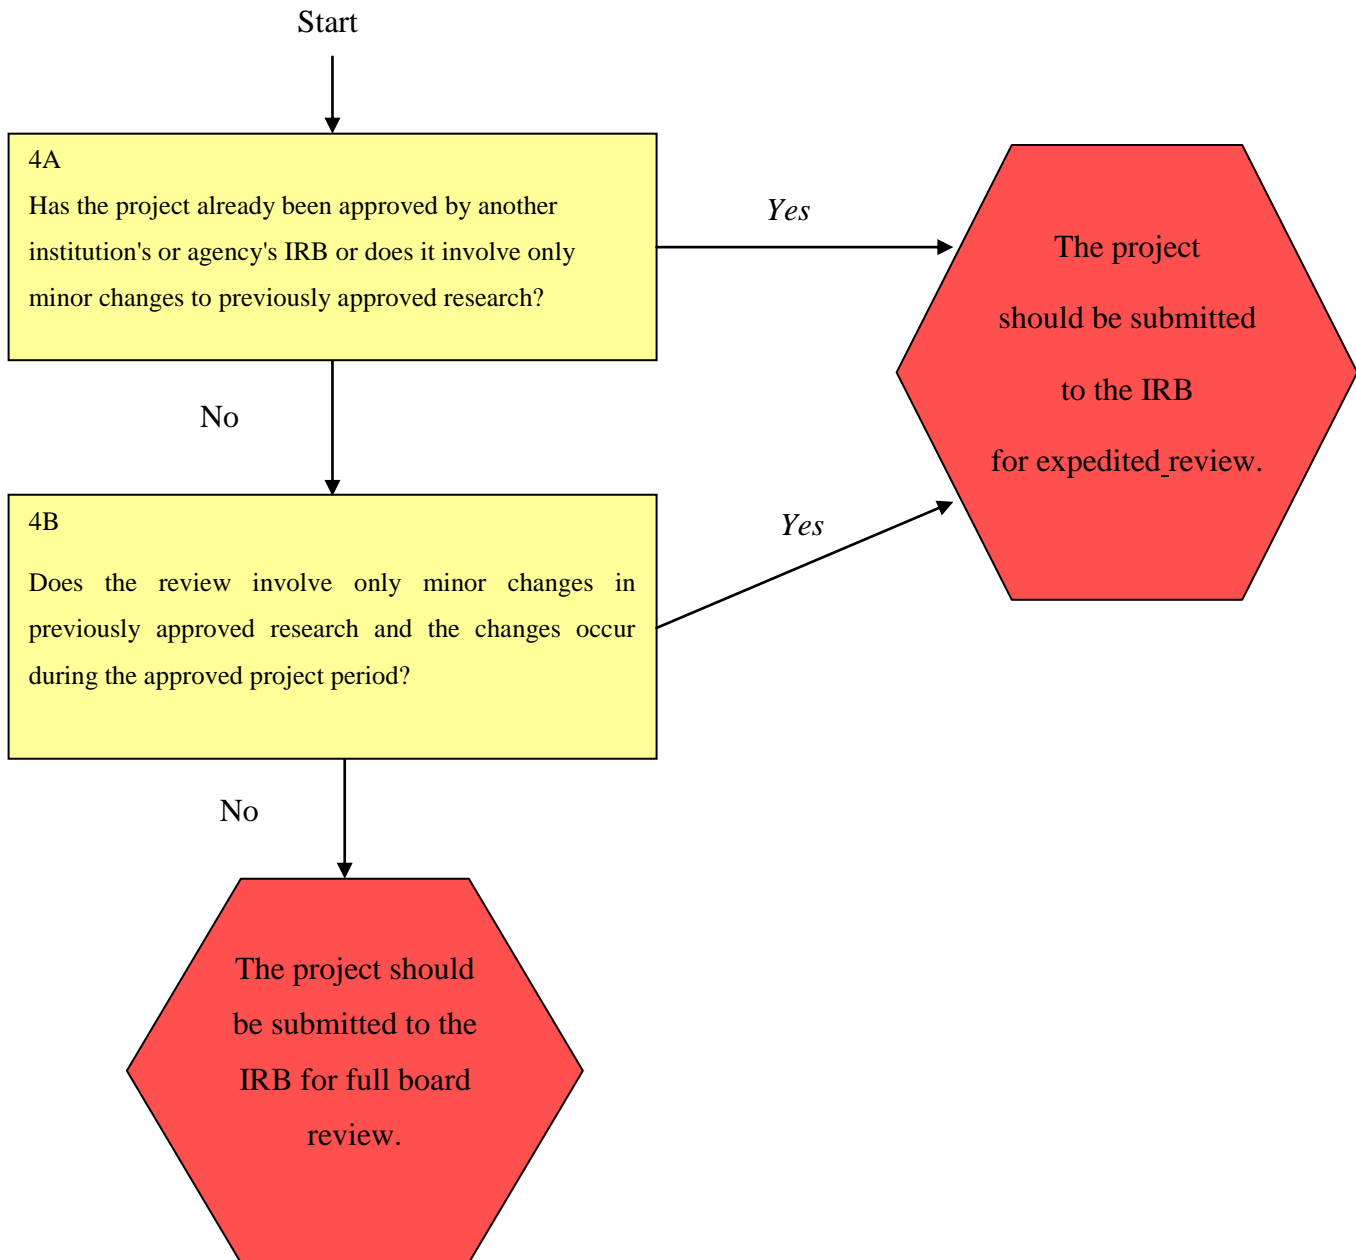 Start
4A
Has the project already been approved by another
institution's or agency's IRB or does it involve only
minor changes to previously approved research?
Yes
The project
should be submitted
to the IRB
for expedited review.
No
4B
Does the review involve only minor changes in
previously approved research and the changes occur
during the approved project period?
Yes
No
The project should
be submitted to the
IRB for full board
review.